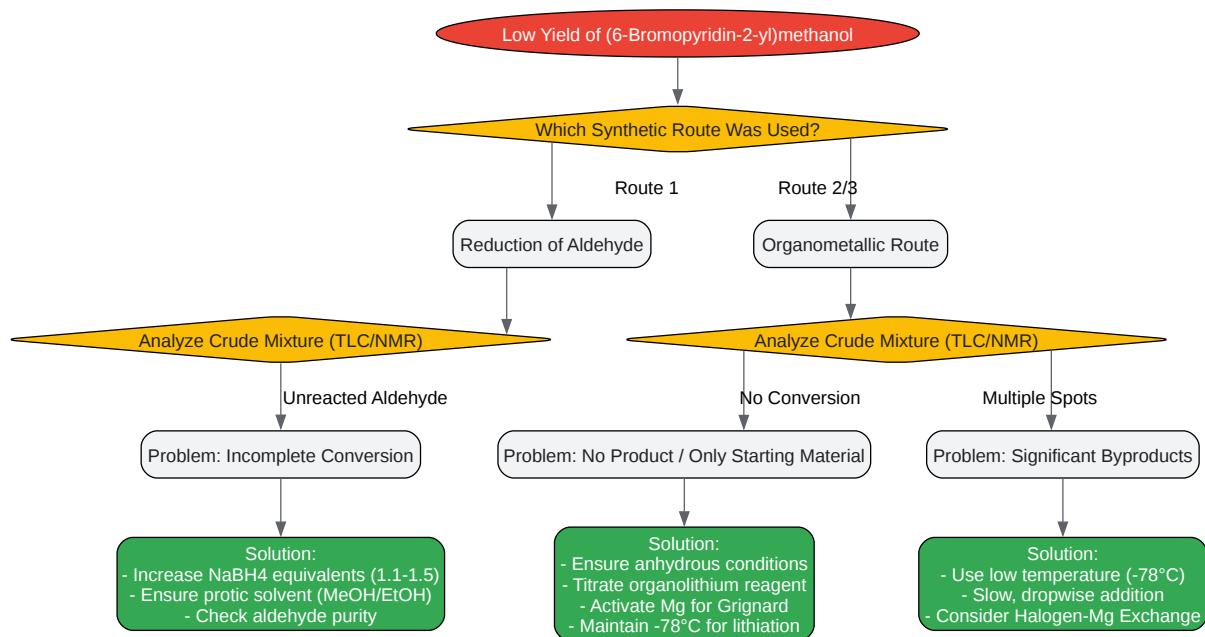 Low Yield of (6-Bromopyridin-2-yl)methanol
Which Synthetic Route Was Used?
Route 1
Route 2/3
Reduction of Aldehyde
Organometallic Route
Analyze Crude Mixture (TLC/NMR)
Analyze Crude Mixture (TLC/NMR)
Unreacted Aldehyde
No Conversion
Multiple Spots
Problem: Incomplete Conversion
Problem: No Product / Only Starting Material
Problem: Significant Byproducts
Solution:
- Increase NaBH4 equivalents (1.1-1.5)
- Ensure protic solvent (MeOH/EtOH)
- Check aldehyde purity
Solution:
- Ensure anhydrous conditions
- Titrate organolithium reagent
- Activate Mg for Grignard
- Maintain -78°C for lithiation
Solution:
- Use low temperature (-78°C)
- Slow, dropwise addition
- Consider Halogen-Mg Exchange